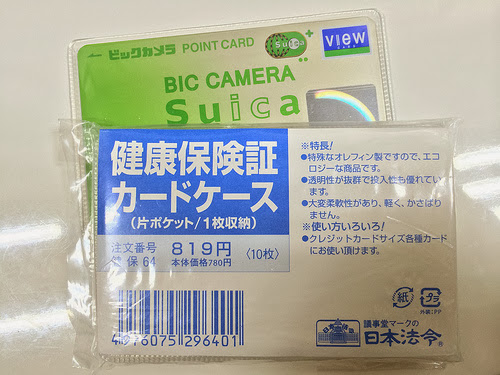 ビックカメラ POINT CARD
Suica
VIEW
BIC CAMERA
Suica
健康保険証
カードケース
(片ポケット/1枚収納)
注文番号 819円 〈10枚〉
保64 本体価格780円
※特長!
●特殊なオレフィン製ですので、エコ
ロジーな商品です。
●透明性が抜群で投入性も優れてい
ます。
●大変柔軟性があり、軽く、かさばり
ません。
※使い方いろいろ!
●クレジットカードサイズ各種カード
にお使い頂けます。
紙
プラ
外装:PP
4 976075 296401
議事堂マークの
日本法令®